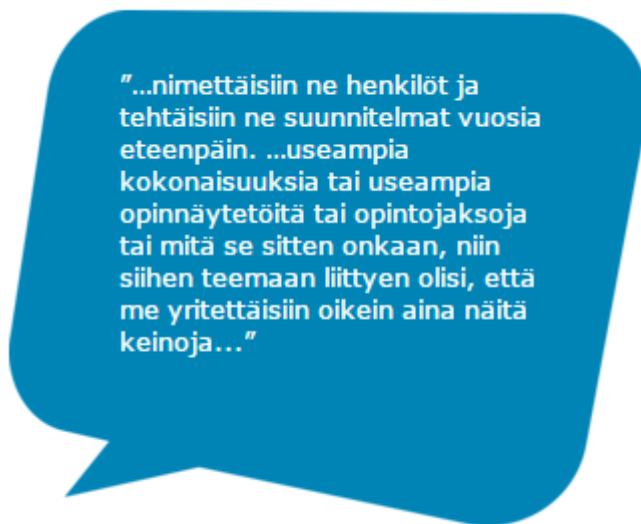 ”...nimettäisiin ne henkilöt ja
tehtäisiin ne suunnitelmat vuosia
eteenpäin. ...useampia
kokonaisuuksia tai useampia
opinnäytetöitä tai opintojaksoja
tai mitä se sitten onkaan, niin
siihen teemaan liittyen olisi, että
me yritettäisiin oikein aina näitä
keinoja...”